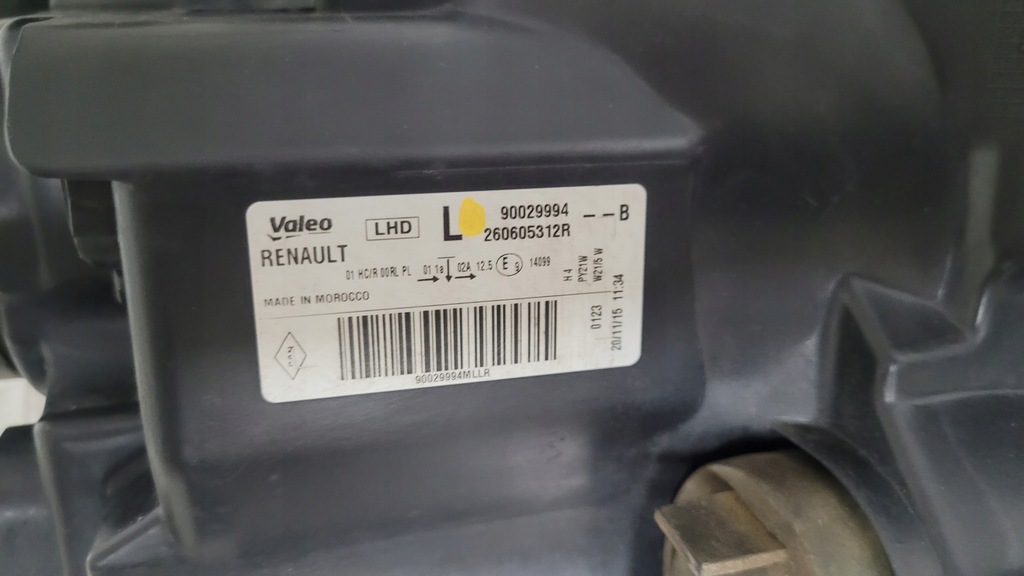 Valeo LHD L 90029994 - - B
RENAULT 260605312R
01 HC/R 00RL PL 01 1a 02A 12.5 E 9 14099
MADE IN MOROCCO
H4
PY21W
W21/5 W
0123
20/11/15 11:34
90029994MLLR